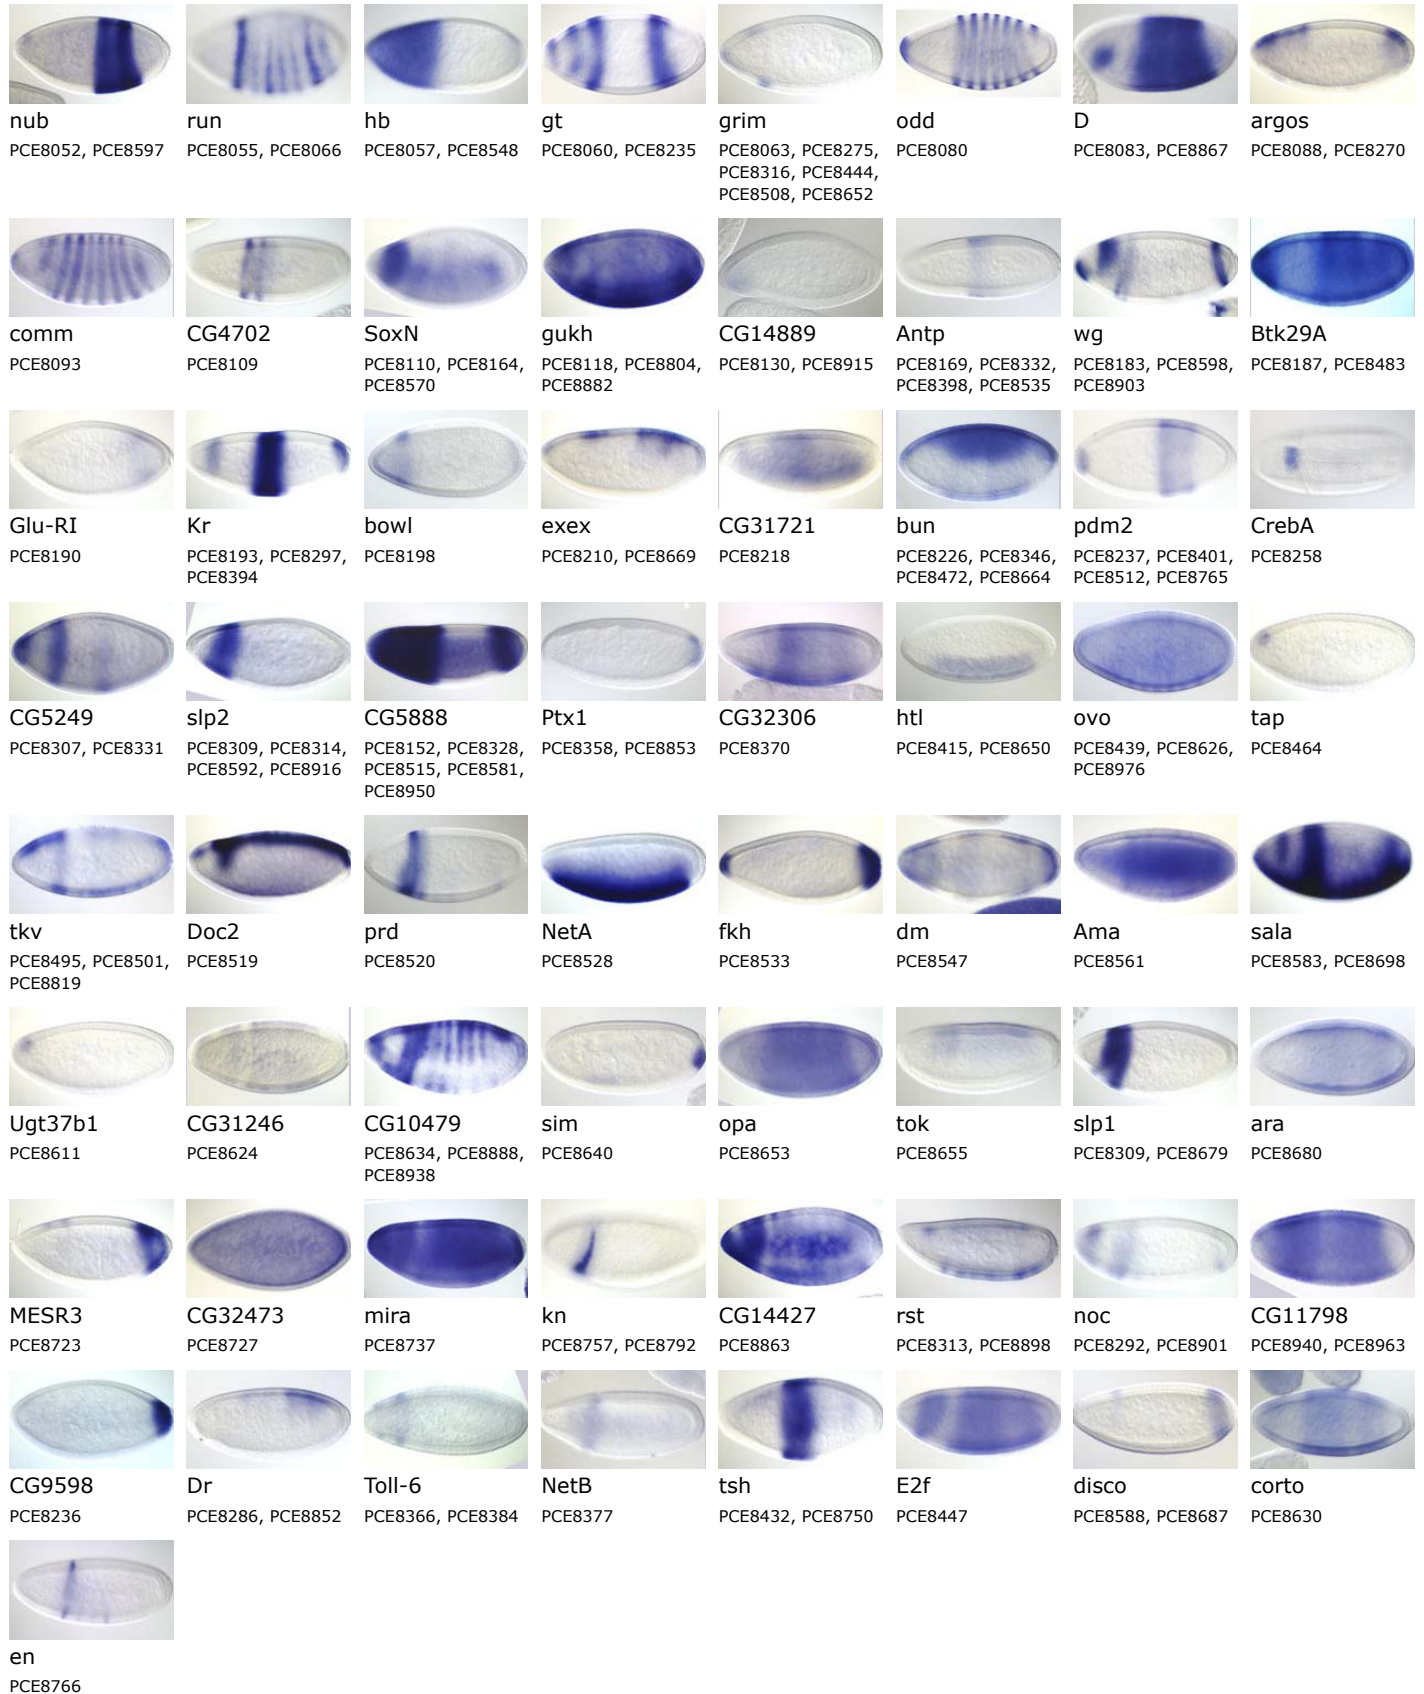 nub
PCE8052, PCE8597
run
PCE8055, PCE8066
hb
PCE8057, PCE8548
gt
PCE8060, PCE8235
grim
PCE8063, PCE8275,
PCE8316, PCE8444,
PCE8508, PCE8652
odd
PCE8080
D
PCE8083, PCE8867
argos
PCE8088, PCE8270
comm
PCE8093
CG4702
PCE8109
SoxN
PCE8110, PCE8164,
PCE8570
gukh
PCE8118, PCE8804,
PCE8882
CG14889
PCE8130, PCE8915
Antp
PCE8169, PCE8332,
PCE8398, PCE8535
wg
PCE8183, PCE8598,
PCE8903
Btk29A
PCE8187, PCE8483
Glu-RI
PCE8190
Kr
PCE8193, PCE8297,
PCE8394
bowl
PCE8198
exex
PCE8210, PCE8669
CG31721
PCE8218
bun
PCE8226, PCE8346,
PCE8472, PCE8664
pdm2
PCE8237, PCE8401,
PCE8512, PCE8765
CrebA
PCE8258
CG5249
PCE8307, PCE8331
slp2
PCE8309, PCE8314,
PCE8592, PCE8916
CG5888
PCE8152, PCE8328,
PCE8515, PCE8581,
PCE8950
Ptx1
PCE8358, PCE8853
CG32306
PCE8370
htl
PCE8415, PCE8650
ovo
PCE8439, PCE8626,
PCE8976
tap
PCE8464
tkv
PCE8495, PCE8501,
PCE8819
Doc2
PCE8519
prd
PCE8520
NetA
PCE8528
fkh
PCE8533
dm
PCE8547
Ama
PCE8561
sala
PCE8583, PCE8698
Ugt37b1
PCE8611
CG31246
PCE8624
CG10479
PCE8634, PCE8888,
PCE8938
sim
PCE8640
opa
PCE8653
tok
PCE8655
slp1
PCE8309, PCE8679
ara
PCE8680
MESR3
PCE8723
CG32473
PCE8727
mira
PCE8737
kn
PCE8757, PCE8792
CG14427
PCE8863
rst
PCE8313, PCE8898
noc
PCE8292, PCE8901
CG11798
PCE8940, PCE8963
CG9598
PCE8236
Dr
PCE8286, PCE8852
Toll-6
PCE8366, PCE8384
NetB
PCE8377
tsh
PCE8432, PCE8750
E2f
PCE8447
disco
PCE8588, PCE8687
corto
PCE8630
en
PCE8766